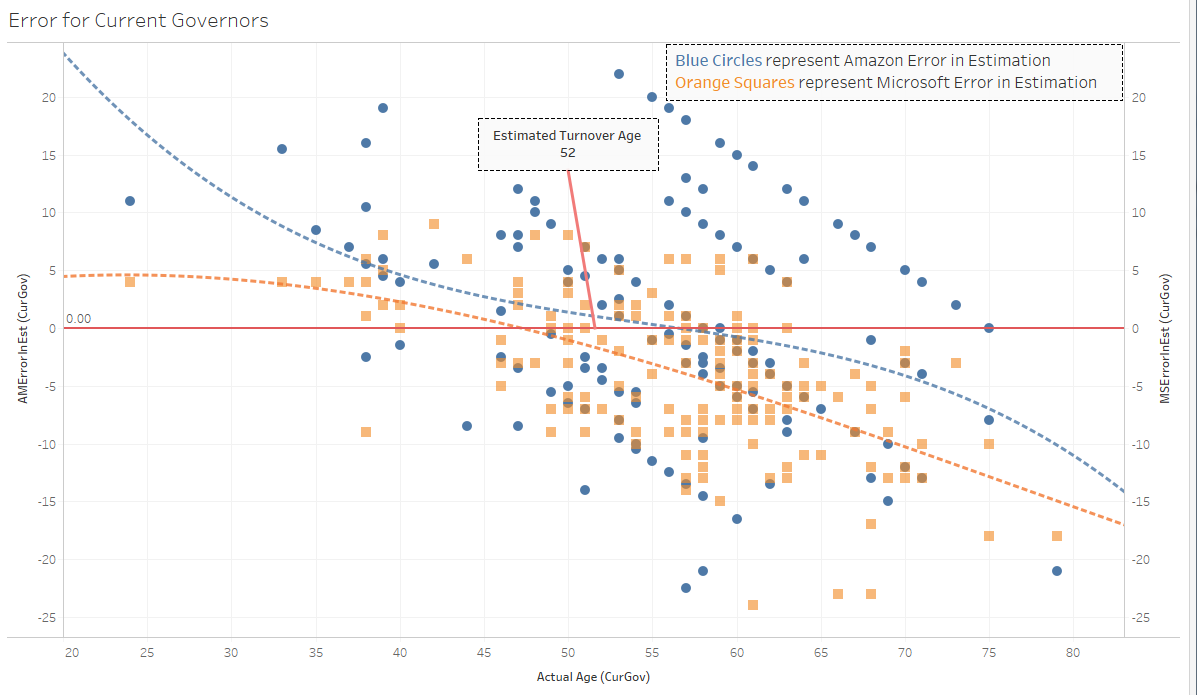 Error for Current Governors
Blue Circles represent Amazon Error in Estimation
Orange Squares represent Microsoft Error in Estimation
Estimated Turnover Age
52
20
15
10
5
0
-5
-10
-15
-20
-25
AMErrorInEst (CurGov)
0.00
20
15
10
5
0
-5
-10
-15
-20
-25
MSErrorInEst (CurGov)
20 25 30 35 40 45 50 55 60 65 70 75 80
Actual Age (CurGov)